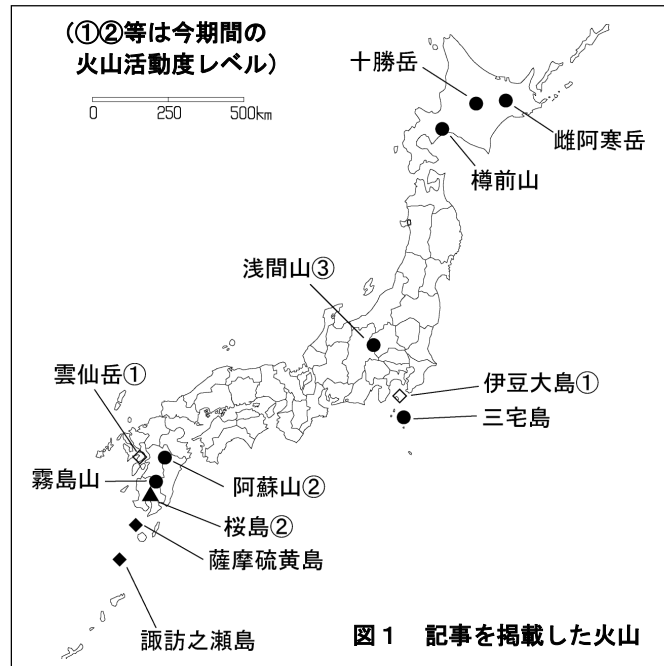 (①②等は今期間の
火山活動度レベル)
0 250 500km
十勝岳
雌阿寒岳
樽前山
浅間山③
雲仙岳①
伊豆大島①
三宅島
霧島山
阿蘇山②
桜島②
薩摩硫黄島
諏訪之瀬島
図1 記事を掲載した火山